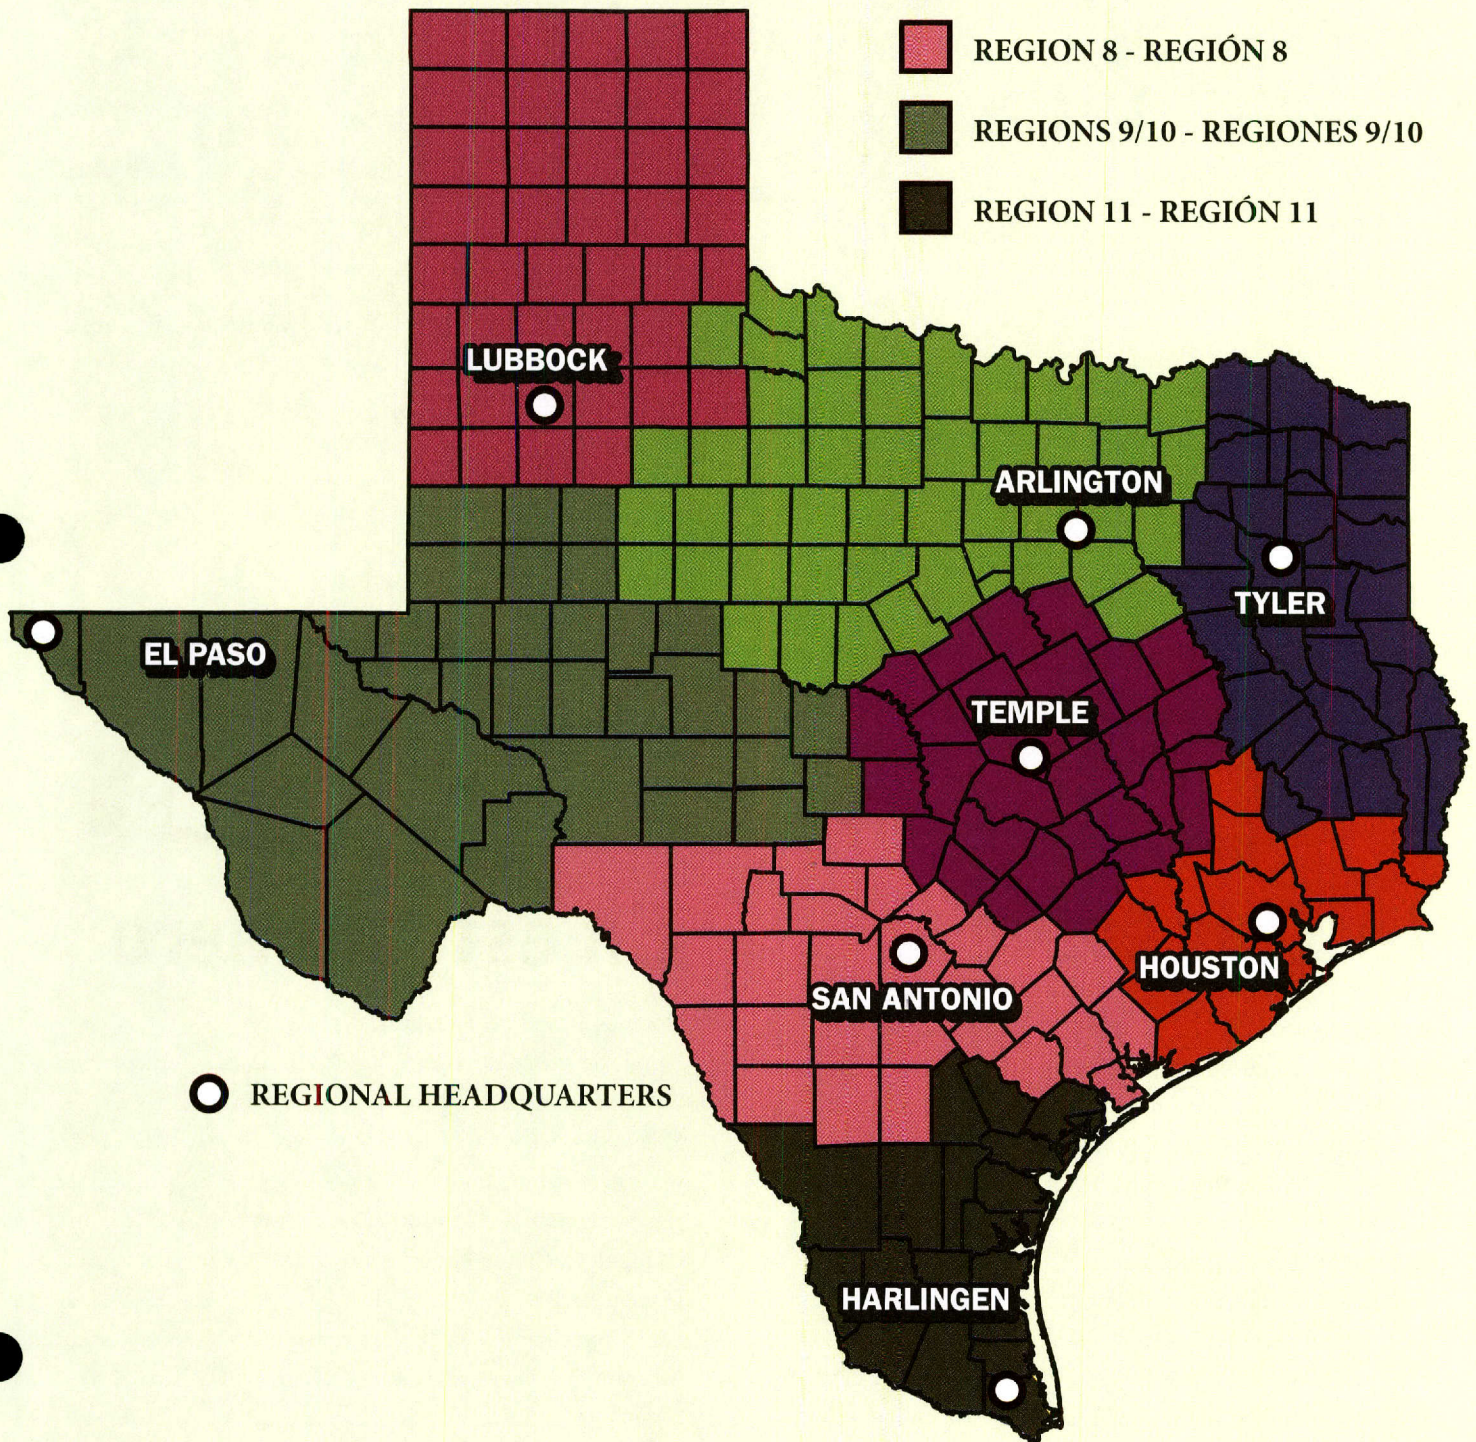 REGION 8 - REGIÓN 8
REGIONS 9/10 - REGIONES 9/10
REGION 11 - REGIÓN 11
LUBBOCK
ARLINGTON
TYLER
EL PASO
TEMPLE
HOUSTON
SAN ANTONIO
REGIONAL HEADQUARTERS
HARLINGEN